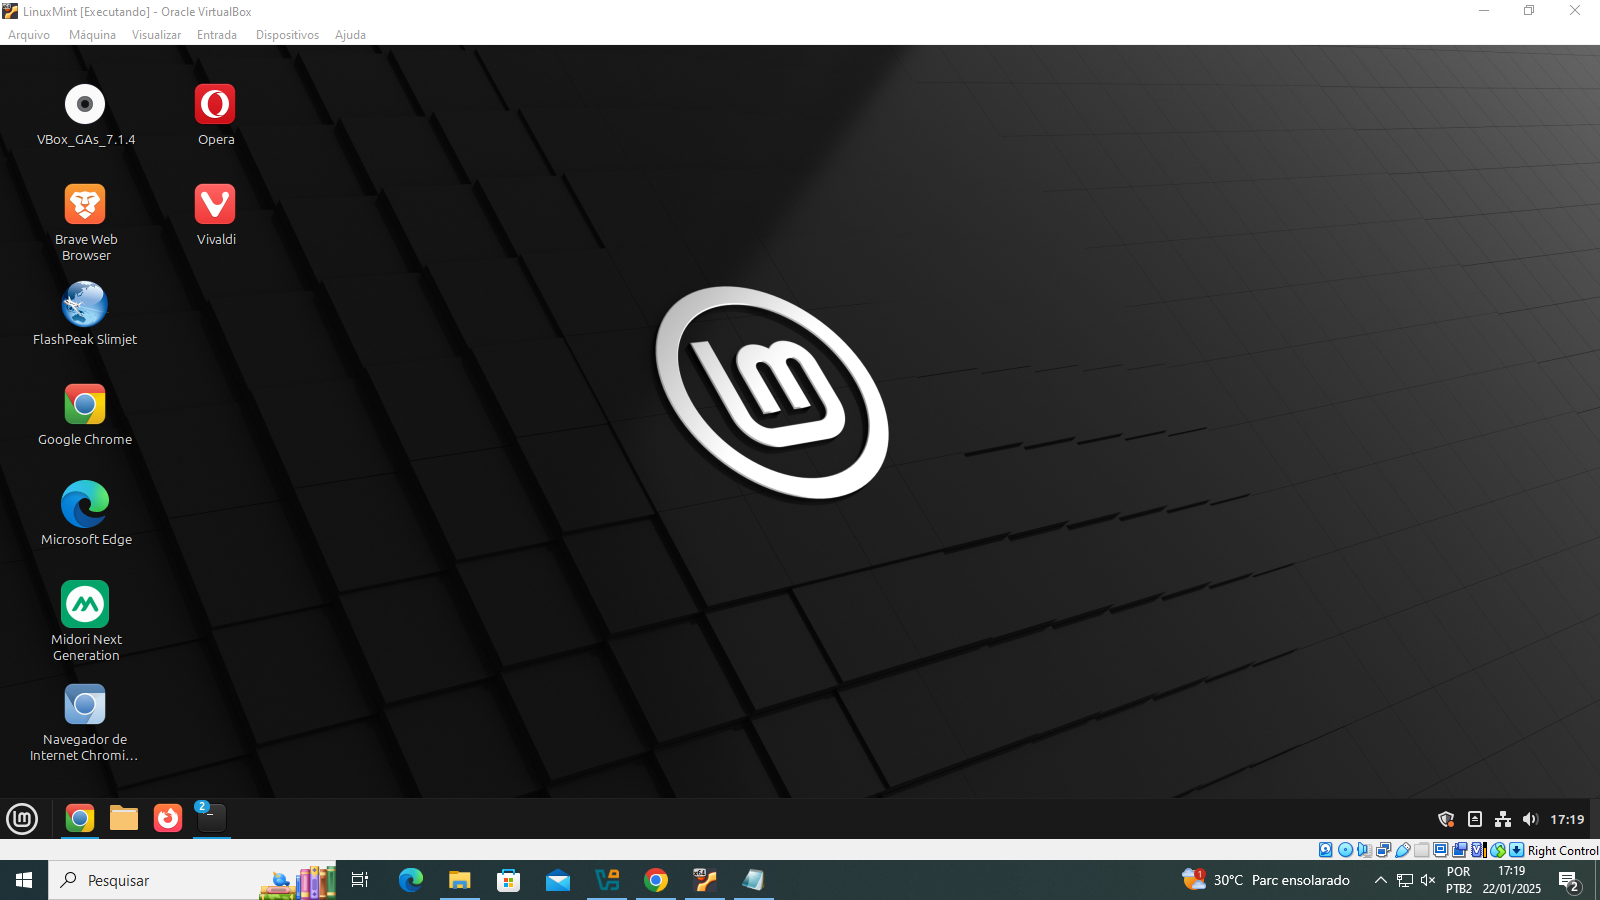 LinuxMint [Executando] - Oracle VirtualBox
Arquivo Máquina Visualizar Entrada Dispositivos Ajuda
VBox_GAs_7.1.4
Opera
Brave Web
Browser
Vivaldi
FlashPeak Slimjet
Google Chrome
Microsoft Edge
Midori Next
Generation
Navegador de
Internet Chromi...
2
17:19
Right Control
Pesquisar
1
30°C Parc ensolarado
POR
PTB2
17:19
22/01/2025
2